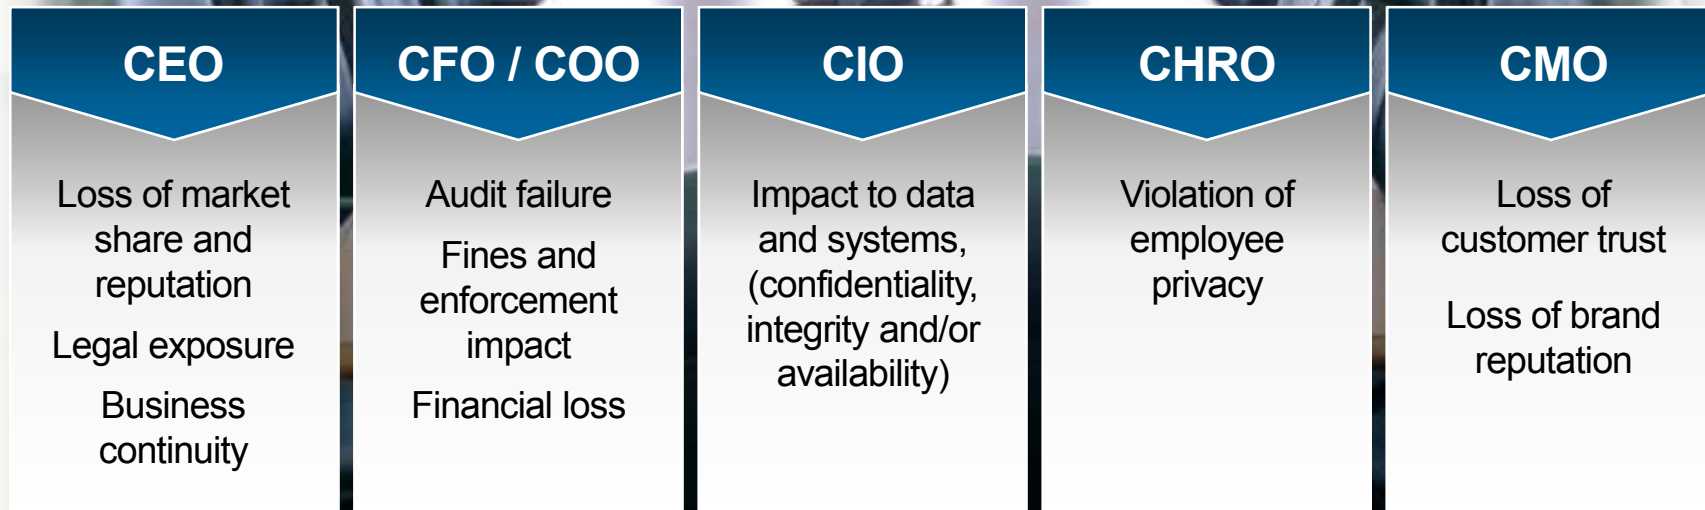 CEO
Loss of market
share and
reputation
Legal exposure
Business
continuity
CFO / COO
Audit failure
Fines and
enforcement
impact
Financial loss
CIO
Impact to data
and systems,
(confidentiality,
integrity and/or
availability)
CHRO
Violation of
employee
privacy
CMO
Loss of
customer trust
Loss of brand
reputation